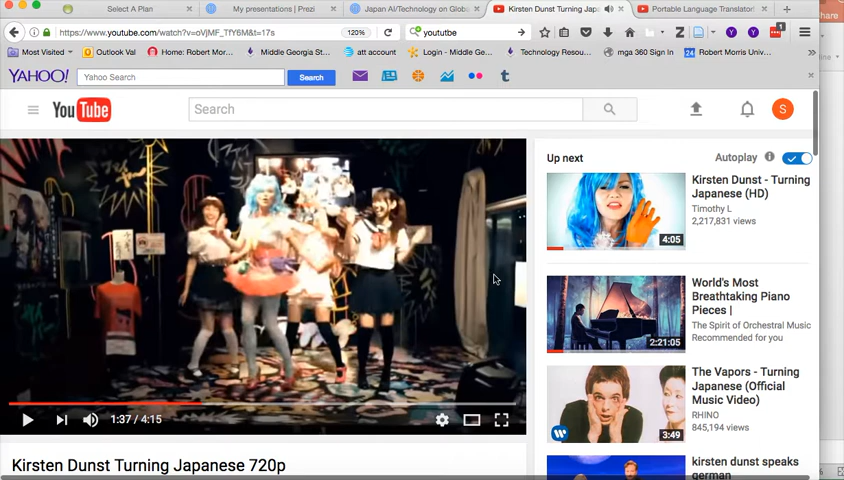 Select A Plan
My presentations | Prezi
Japan AI/Technology on Globa
Kirsten Dunst Turning Japa
Portable Language Translator
Share
https://www.youtube.com/watch?v=oVjMF_TfY6M&t=17s
120%
yoututbe
Most Visited
Outlook Val
Home: Robert Mor...
Middle Georgia St...
att account
Login - Middle Ge...
Technology Resou...
mga 360 Sign In
24 Robert Morris Univ...
YAHOO!
Yahoo Search
Search
YouTube
Search
S
Up next
Autoplay
Kirsten Dunst - Turning
Japanese (HD)
Timothy L
2,217,831 views
4:05
World's Most
Breathtaking Piano
Pieces |
The Spirit of Orchestral Music
Recommended for you
2:21:05
The Vapors - Turning
Japanese (Official
Music Video)
RHINO
845,194 views
3:49
kirsten dunst speaks
german
1:37 / 4:15
Kirsten Dunst Turning Japanese 720p